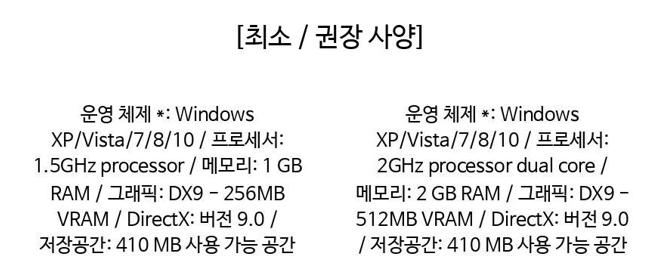 [최소 / 권장 사양]
운영 체제 *: Windows
XP/Vista/7/8/10 / 프로세서:
1.5GHz processor / 메모리: 1 GB
RAM / 그래픽: DX9 - 256MB
VRAM / DirectX: 버전 9.0 /
저장공간: 410 MB 사용 가능 공간
운영 체제 *: Windows
XP/Vista/7/8/10 / 프로세서:
2GHz processor dual core /
메모리: 2 GB RAM / 그래픽: DX9 -
512MB VRAM / DirectX: 버전 9.0
/ 저장공간: 410 MB 사용 가능 공간